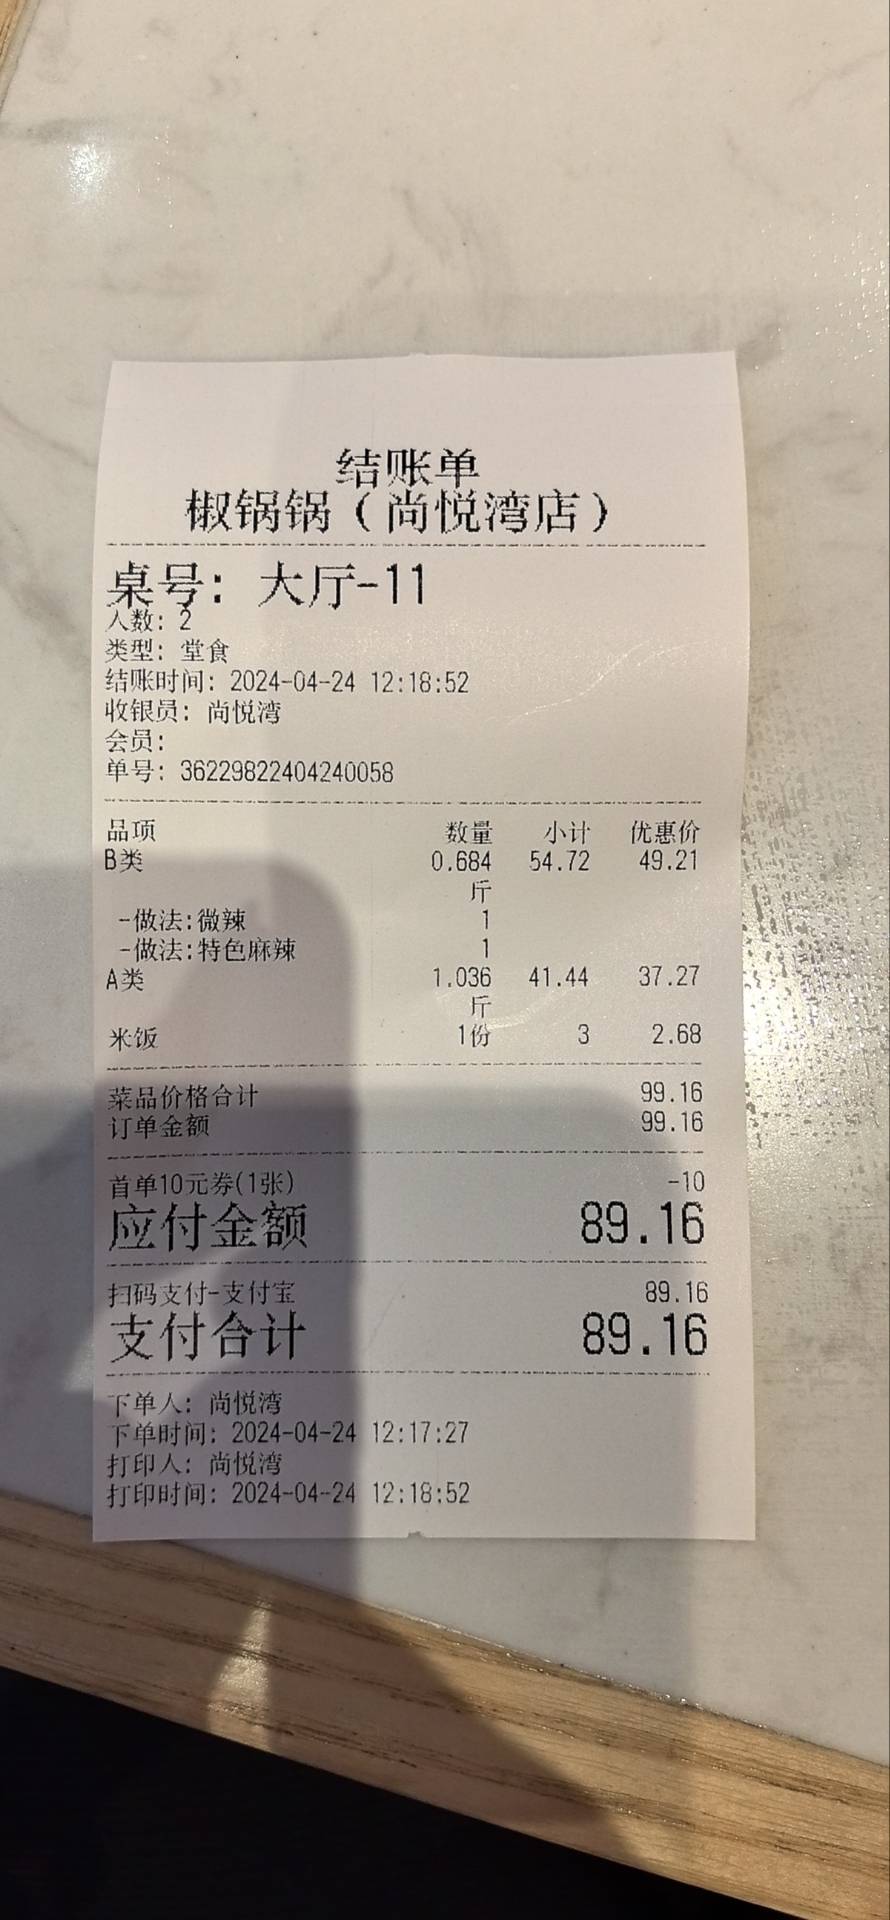 结账单
椒锅锅（尚悦湾店）
桌号: 大厅-11
人数: 2
类型: 堂食
结账时间: 2024-04-24 12:18:52
收银员: 尚悦湾
会员:
单号: 36229822404240058
品项 数量 小计 优惠价
B类 0.684 54.72 49.21
斤
-做法:微辣 1
-做法:特色麻辣 1
A类 1.036 41.44 37.27
斤
米饭 1份 3 2.68
菜品价格合计 99.16
订单金额 99.16
首单10元券(1张) -10
应付金额 89.16
扫码支付-支付宝 89.16
支付合计 89.16
下单人: 尚悦湾
下单时间: 2024-04-24 12:17:27
打印人: 尚悦湾
打印时间: 2024-04-24 12:18:52